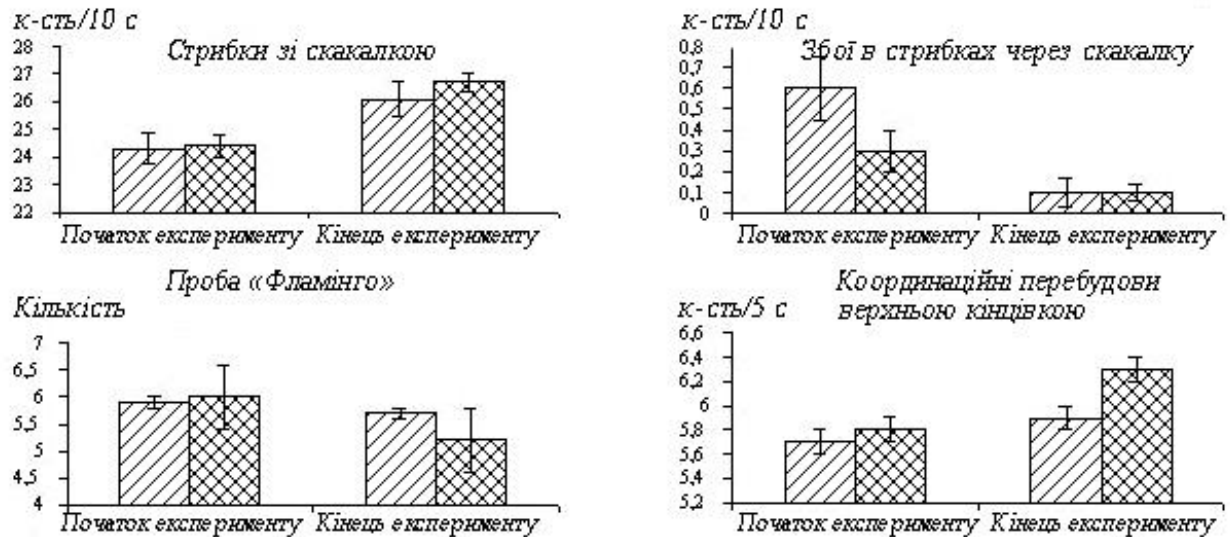 к-сть/10 с
Стрибки зі скакалкою
28
27
26
25
24
23
22
Початок експерименту Кінець експерименту
к-сть/10 с
Збої в стрибках через скакалку
0,8
0,7
0,6
0,5
0,4
0,3
0,2
0,1
0
Початок експерименту Кінець експерименту
Проба «Фламінго»
Кількість
7
6,5
6
5,5
5
4,5
4
Початок експерименту Кінець експерименту
Координаційні перебудови
верхньою кінцівкою
к-сть/5 с
6,6
6,4
6,2
6
5,8
5,6
5,4
5,2
Початок експерименту Кінець експерименту